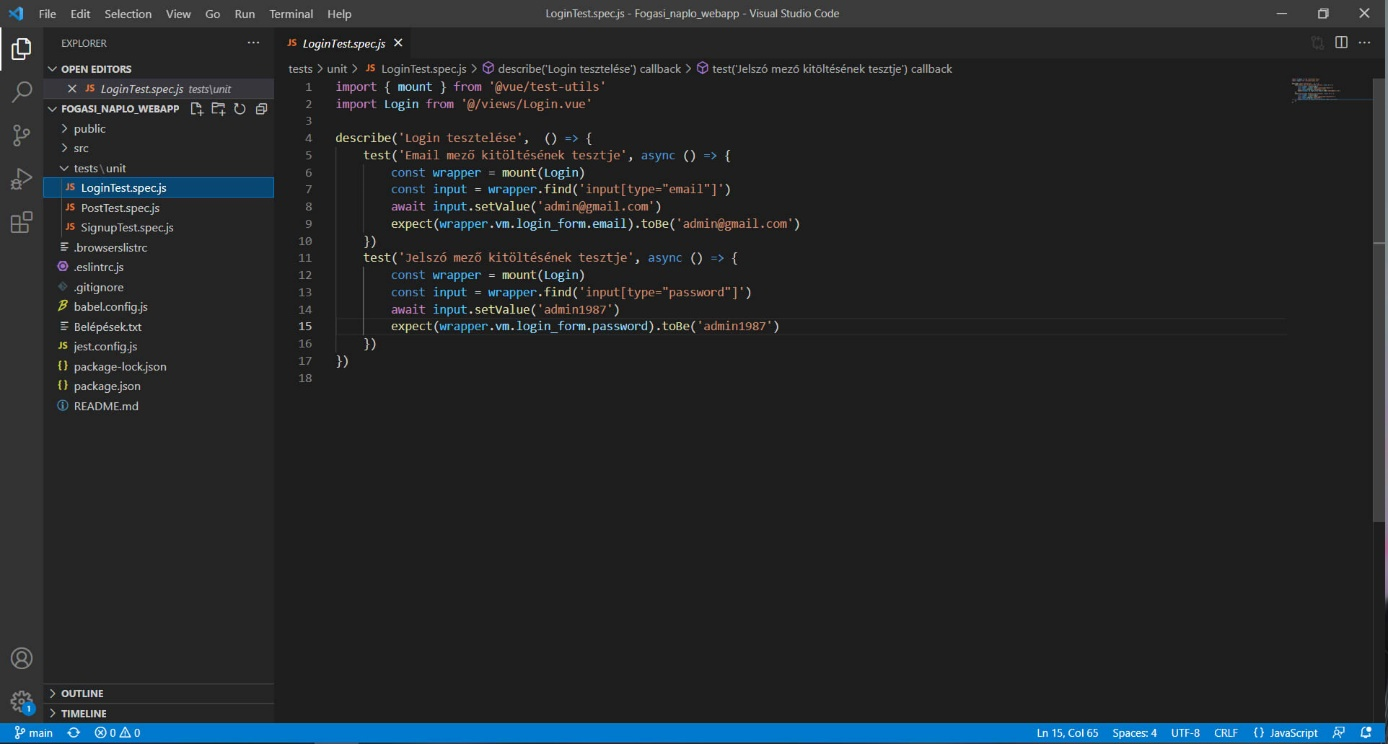 File Edit Selection View Go Run Terminal Help
LoginTest.spec.js - Fogasi_naplo_webapp - Visual Studio Code
EXPLORER
OPEN EDITORS
JS LoginTest.spec.js tests\unit
FOGASI_NAPLO_WEBAPP
public
src
tests \ unit
JS LoginTest.spec.js
JS PostTest.spec.js
JS SignupTest.spec.js
.browserslistrc
.eslintrc.js
.gitignore
babel.config.js
Belépések.txt
JS jest.config.js
{} package-lock.json
{} package.json
README.md
OUTLINE
TIMELINE
JS LoginTest.spec.js
tests > unit > JS LoginTest.spec.js > describe('Login tesztelése') callback > test('Jelszó mező kitöltésének tesztje') callback
1 import { mount } from '@vue/test-utils'
2 import Login from '@/views/Login.vue'
3
4 describe('Login tesztelése', () => {
5 test('Email mező kitöltésének tesztje', async () => {
6 const wrapper = mount(Login)
7 const input = wrapper.find('input[type="email"]')
8 await input.setValue('admin@gmail.com')
9 expect(wrapper.vm.login_form.email).toBe('admin@gmail.com')
10 })
11 test('Jelszó mező kitöltésének tesztje', async () => {
12 const wrapper = mount(Login)
13 const input = wrapper.find('input[type="password"]')
14 await input.setValue('admin1987')
15 expect(wrapper.vm.login_form.password).toBe('admin1987')
16 })
17 })
18
1
main 0 0
Ln 15, Col 65 Spaces: 4 UTF-8 CRLF {} JavaScript